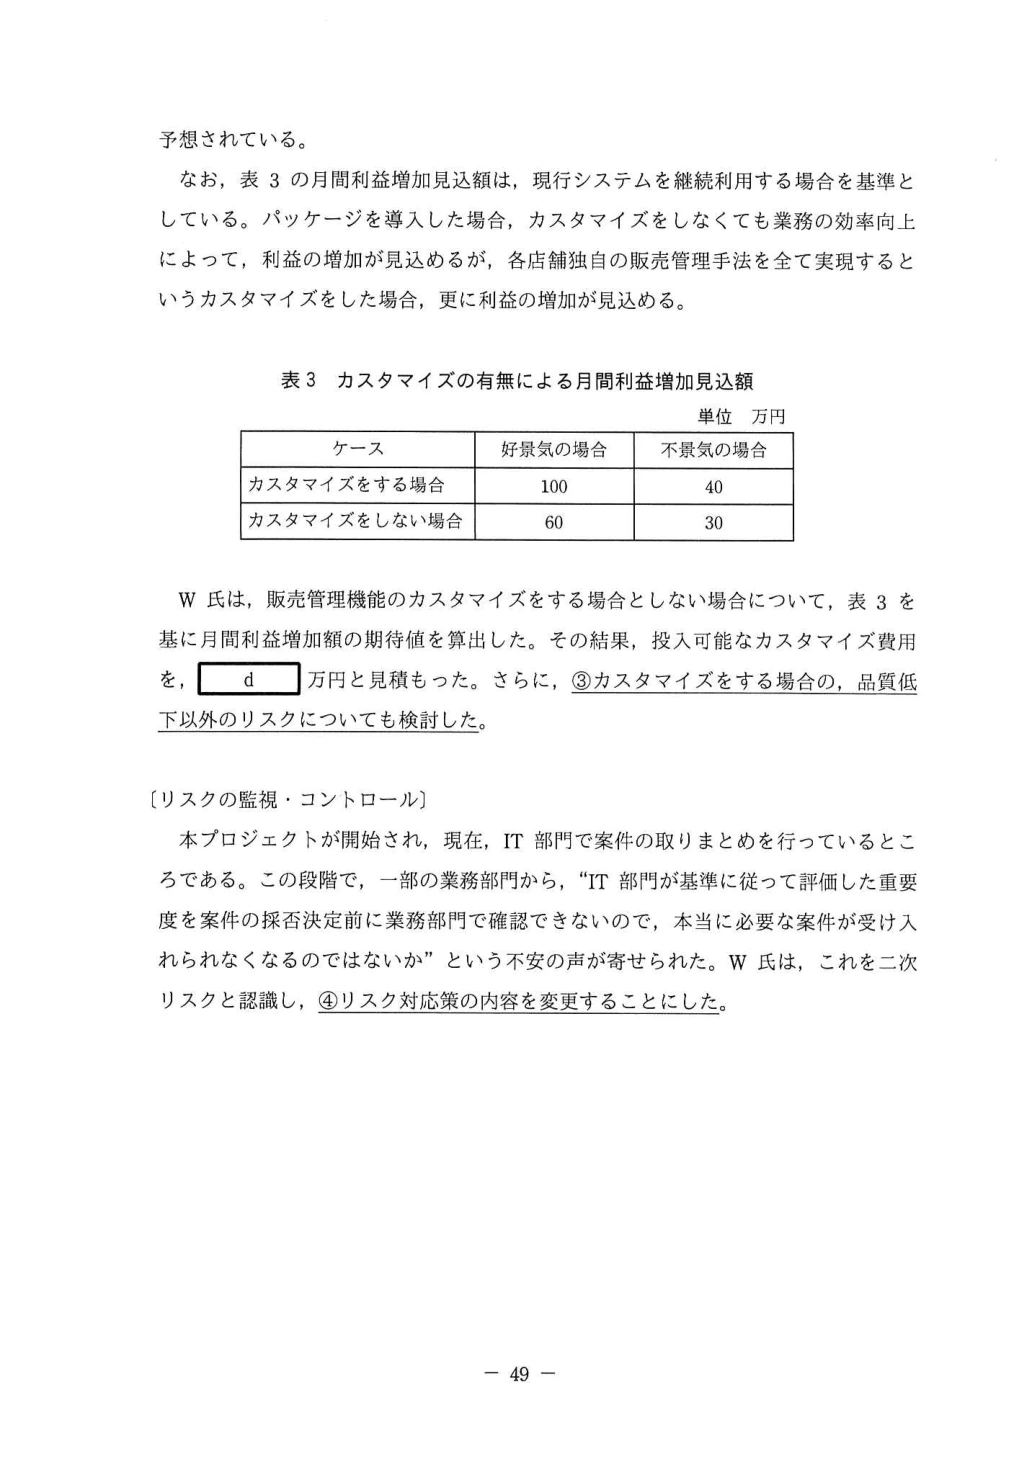 予想されている。
なお，表 3 の月間利益増加見込額は，現行システムを継続利用する場合を基準と
している。パッケージを導入した場合，カスタマイズをしなくても業務の効率向上
によって，利益の増加が見込めるが，各店舗独自の販売管理手法を全て実現すると
いうカスタマイズをした場合，更に利益の増加が見込める。
表 3　カスタマイズの有無による月間利益増加見込額
単位　万円
ケース　好景気の場合　不景気の場合
カスタマイズをする場合　100　40
カスタマイズをしない場合　60　30
W 氏は，販売管理機能のカスタマイズをする場合としない場合について，表 3 を
基に月間利益増加額の期待値を算出した。その結果，投入可能なカスタマイズ費用
を，　d　万円と見積もった。さらに，③カスタマイズをする場合の，品質低
下以外のリスクについても検討した。
〔リスクの監視・コントロール〕
本プロジェクトが開始され，現在，IT 部門で案件の取りまとめを行っているとこ
ろである。この段階で，一部の業務部門から，“IT 部門が基準に従って評価した重要
度を案件の採否決定前に業務部門で確認できないので，本当に必要な案件が受け入
れられなくなるのではないか” という不安の声が寄せられた。W 氏は，これを二次
リスクと認識し，④リスク対応策の内容を変更することにした。
－ 49 －